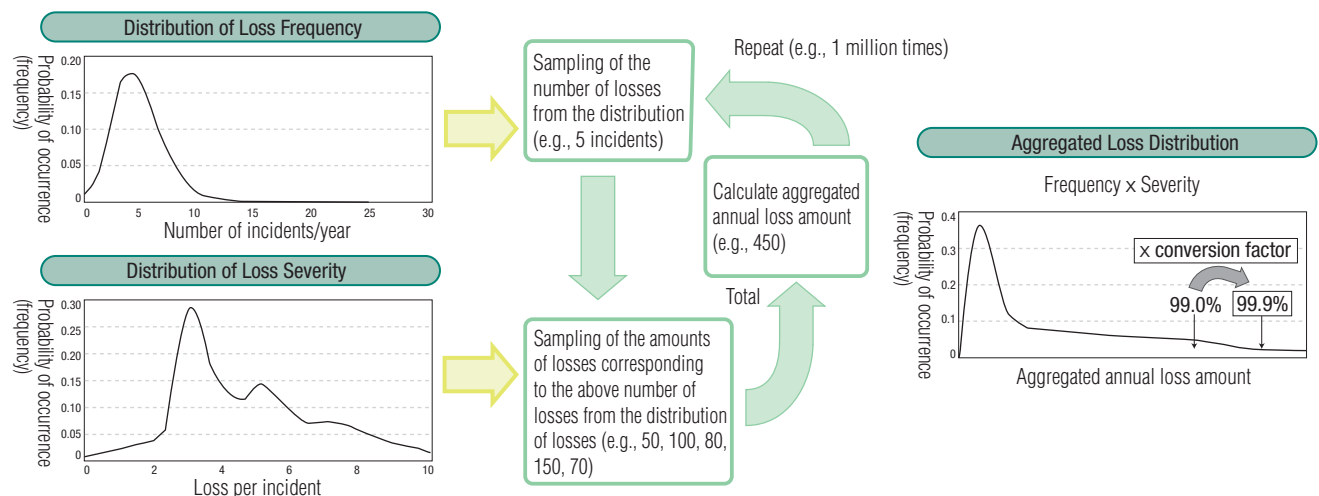 Distribution of Loss Frequency
Probability of occurrence
(frequency)
0.20
0.15
0.10
0.05
0
0 5 10 15 20 25 30
Number of incidents/year
Distribution of Loss Severity
Probability of occurrence
(frequency)
0.30
0.25
0.20
0.15
0.10
0.05
0
0 2 4 6 8 10
Loss per incident
Sampling of the
number of losses
from the distribution
(e.g., 5 incidents)
Sampling of the amounts
of losses corresponding
to the above number of
losses from the distribution
of losses (e.g., 50, 100, 80,
150, 70)
Total
Calculate aggregated
annual loss amount
(e.g., 450)
Repeat (e.g., 1 million times)
Aggregated Loss Distribution
Frequency x Severity
Probability of occurrence
(frequency)
0.4
0.3
0.2
0.1
0
x conversion factor
99.0% 99.9%
Aggregated annual loss amount